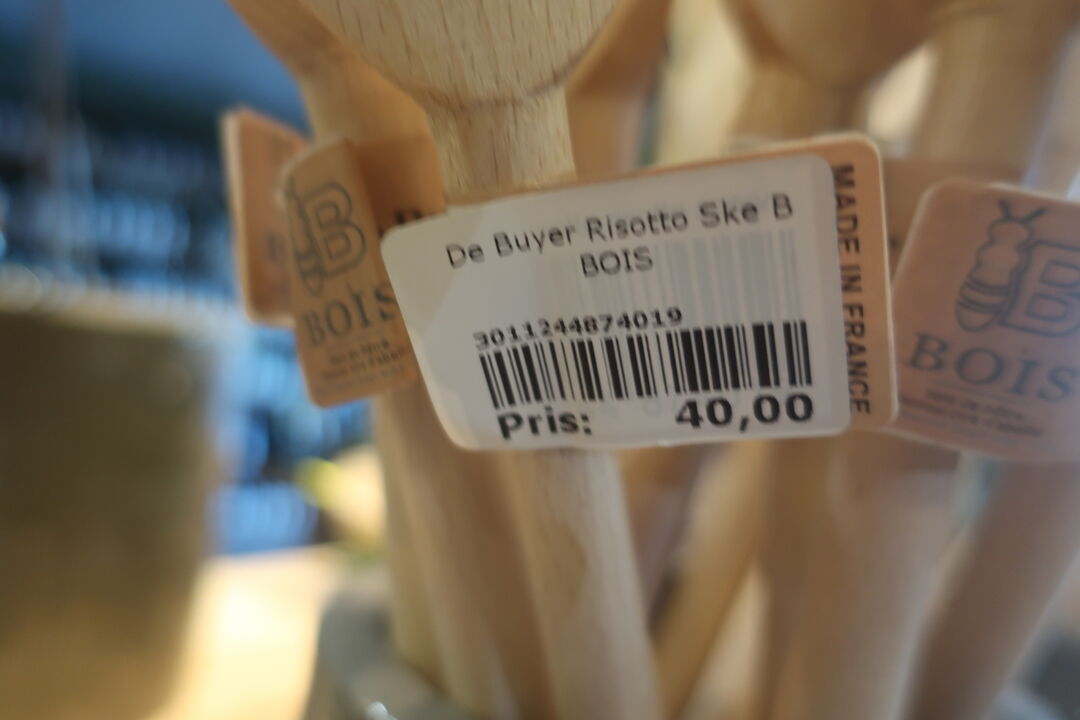 De Buyer Risotto Ske B
BOIS
3011244874019
Pris: 40,00
MADE IN FRANCE
B
BOIS
B
BOIS